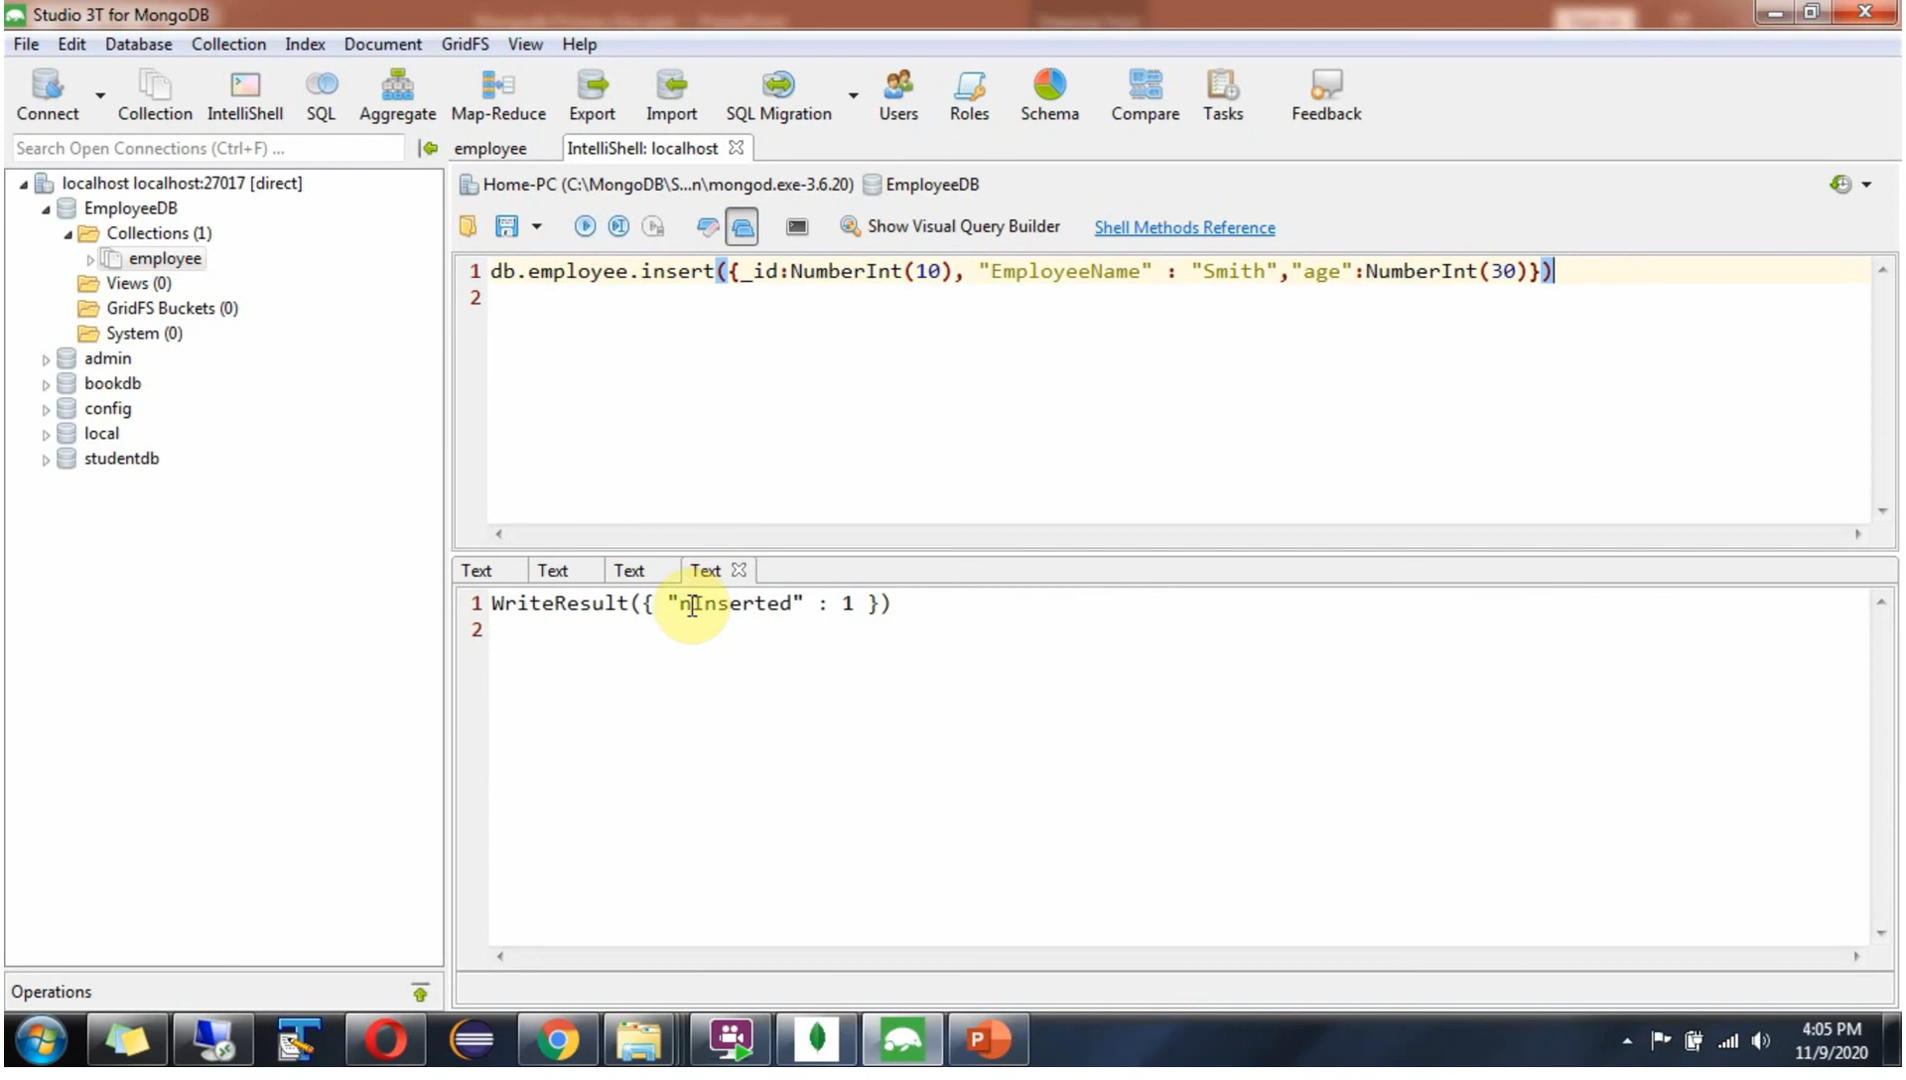 Studio 3T for MongoDB
File Edit Database Collection Index Document GridFS View Help
Connect Collection IntelliShell SQL Aggregate Map-Reduce Export Import SQL Migration Users Roles Schema Compare Tasks Feedback
Search Open Connections (Ctrl+F) ...
employee IntelliShell: localhost
localhost localhost:27017 [direct]
EmployeeDB
Collections (1)
employee
Views (0)
GridFS Buckets (0)
System (0)
admin
bookdb
config
local
studentdb
Operations
Home-PC (C:\MongoDB\S...n\mongod.exe-3.6.20) EmployeeDB
Show Visual Query Builder Shell Methods Reference
1 db.employee.insert({_id:NumberInt(10), "EmployeeName" : "Smith","age":NumberInt(30)})
2
Text Text Text Text
1 WriteResult({ "nInserted" : 1 })
2
4:05 PM
11/9/2020